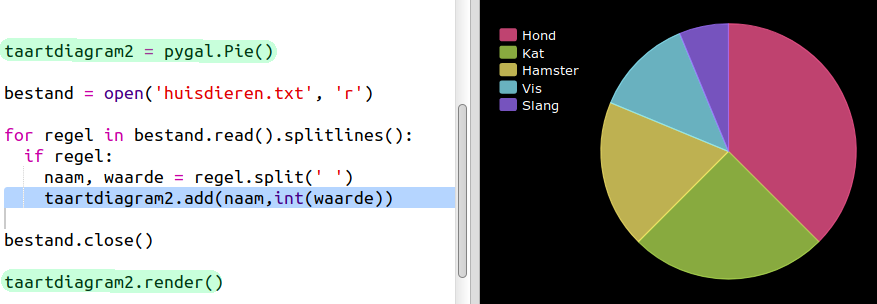 taartdiagram2 = pygal.Pie()
bestand = open('huisdieren.txt', 'r')
for regel in bestand.read().splitlines():
if regel:
naam, waarde = regel.split(' ')
taartdiagram2.add(naam,int(waarde))
bestand.close()
taartdiagram2.render()
Hond
Kat
Hamster
Vis
Slang